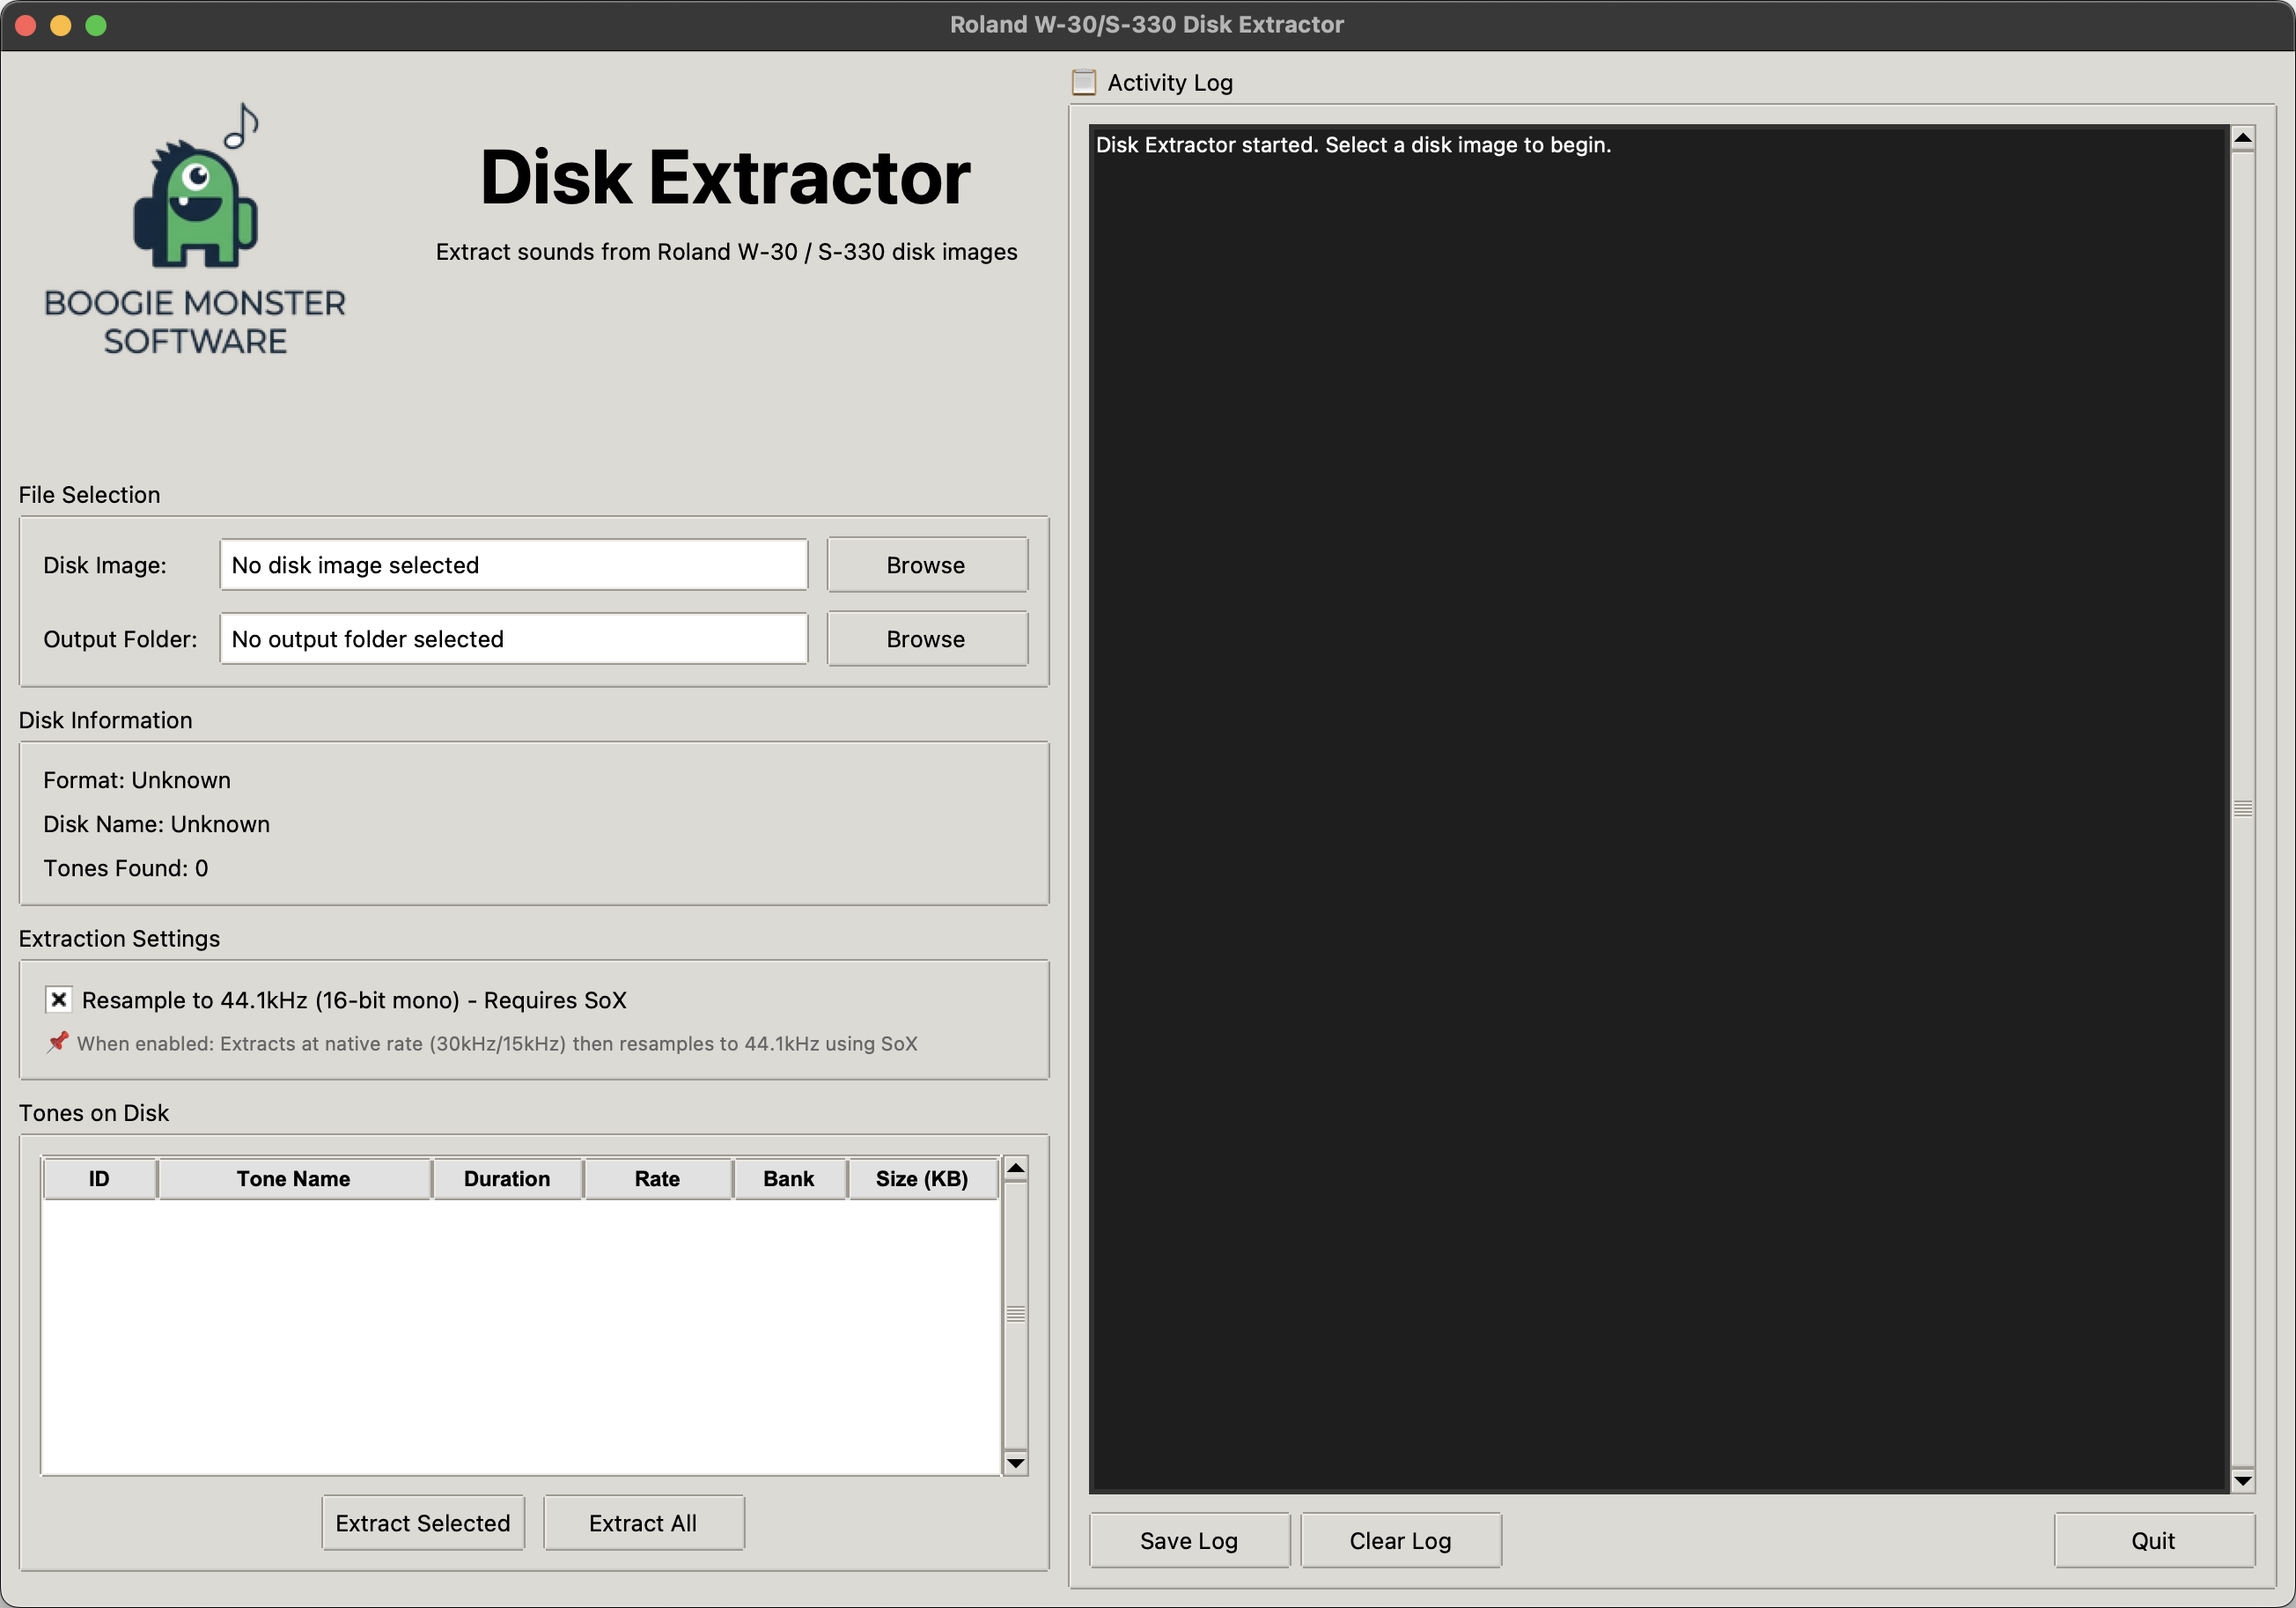 Roland W-30/S-330 Disk Extractor
BOOGIE MONSTER
SOFTWARE
Disk Extractor
Extract sounds from Roland W-30 / S-330 disk images
File Selection
Disk Image:
No disk image selected
Browse
Output Folder:
No output folder selected
Browse
Disk Information
Format: Unknown
Disk Name: Unknown
Tones Found: 0
Extraction Settings
Resample to 44.1kHz (16-bit mono) - Requires SoX
When enabled: Extracts at native rate (30kHz/15kHz) then resamples to 44.1kHz using SoX
Tones on Disk
ID Tone Name Duration Rate Bank Size (KB)
Extract Selected
Extract All
Activity Log
Disk Extractor started. Select a disk image to begin.
Save Log
Clear Log
Quit